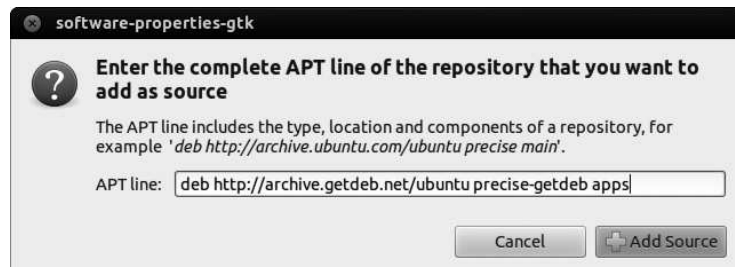 software-properties-gtk
Enter the complete APT line of the repository that you want to
add as source
The APT line includes the type, location and components of a repository, for
example 'deb http://archive.ubuntu.com/ubuntu precise main'.
APT line: deb http://archive.getdeb.net/ubuntu precise-getdeb apps
Cancel Add Source